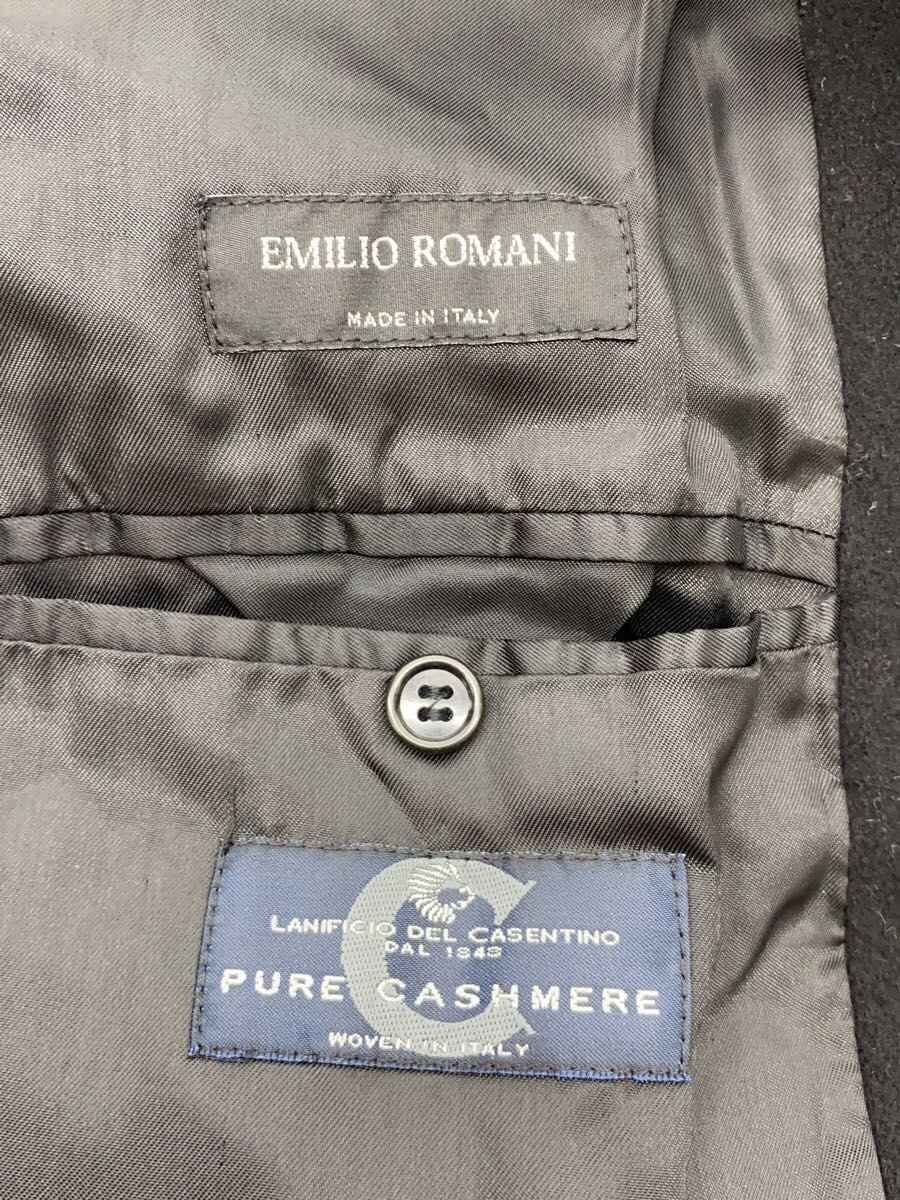 EMILIO ROMANI
MADE IN ITALY
C
LANIFICIO DEL CASENTINO
DAL 1848
PURE CASHMERE
WOVEN IN ITALY